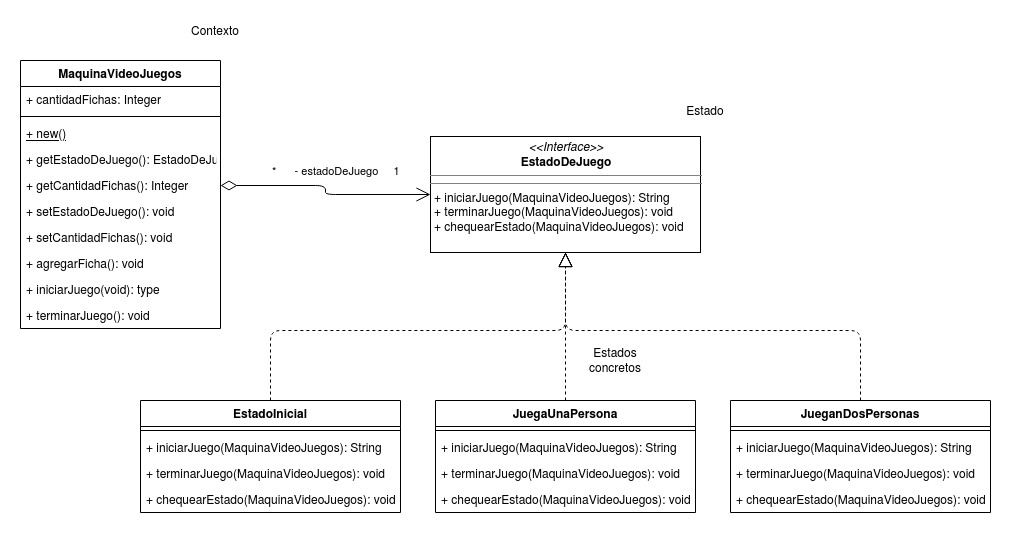 Contexto
MaquinaVideoJuegos
+ cantidadFichas: Integer
+ new()
+ getEstadoDeJuego(): EstadoDeJu
+ getCantidadFichas(): Integer
+ setEstadoDeJuego(): void
+ setCantidadFichas(): void
+ agregarFicha(): void
+ iniciarJuego(void): type
+ terminarJuego(): void
* - estadoDeJuego 1
Estado
<<Interface>>
EstadoDeJuego
+ iniciarJuego(MaquinaVideoJuegos): String
+ terminarJuego(MaquinaVideoJuegos): void
+ chequearEstado(MaquinaVideoJuegos): void
Estados
concretos
EstadoInicial
+ iniciarJuego(MaquinaVideoJuegos): String
+ terminarJuego(MaquinaVideoJuegos): void
+ chequearEstado(MaquinaVideoJuegos): void
JuegaUnaPersona
+ iniciarJuego(MaquinaVideoJuegos): String
+ terminarJuego(MaquinaVideoJuegos): void
+ chequearEstado(MaquinaVideoJuegos): void
JueganDosPersonas
+ iniciarJuego(MaquinaVideoJuegos): String
+ terminarJuego(MaquinaVideoJuegos): void
+ chequearEstado(MaquinaVideoJuegos): void